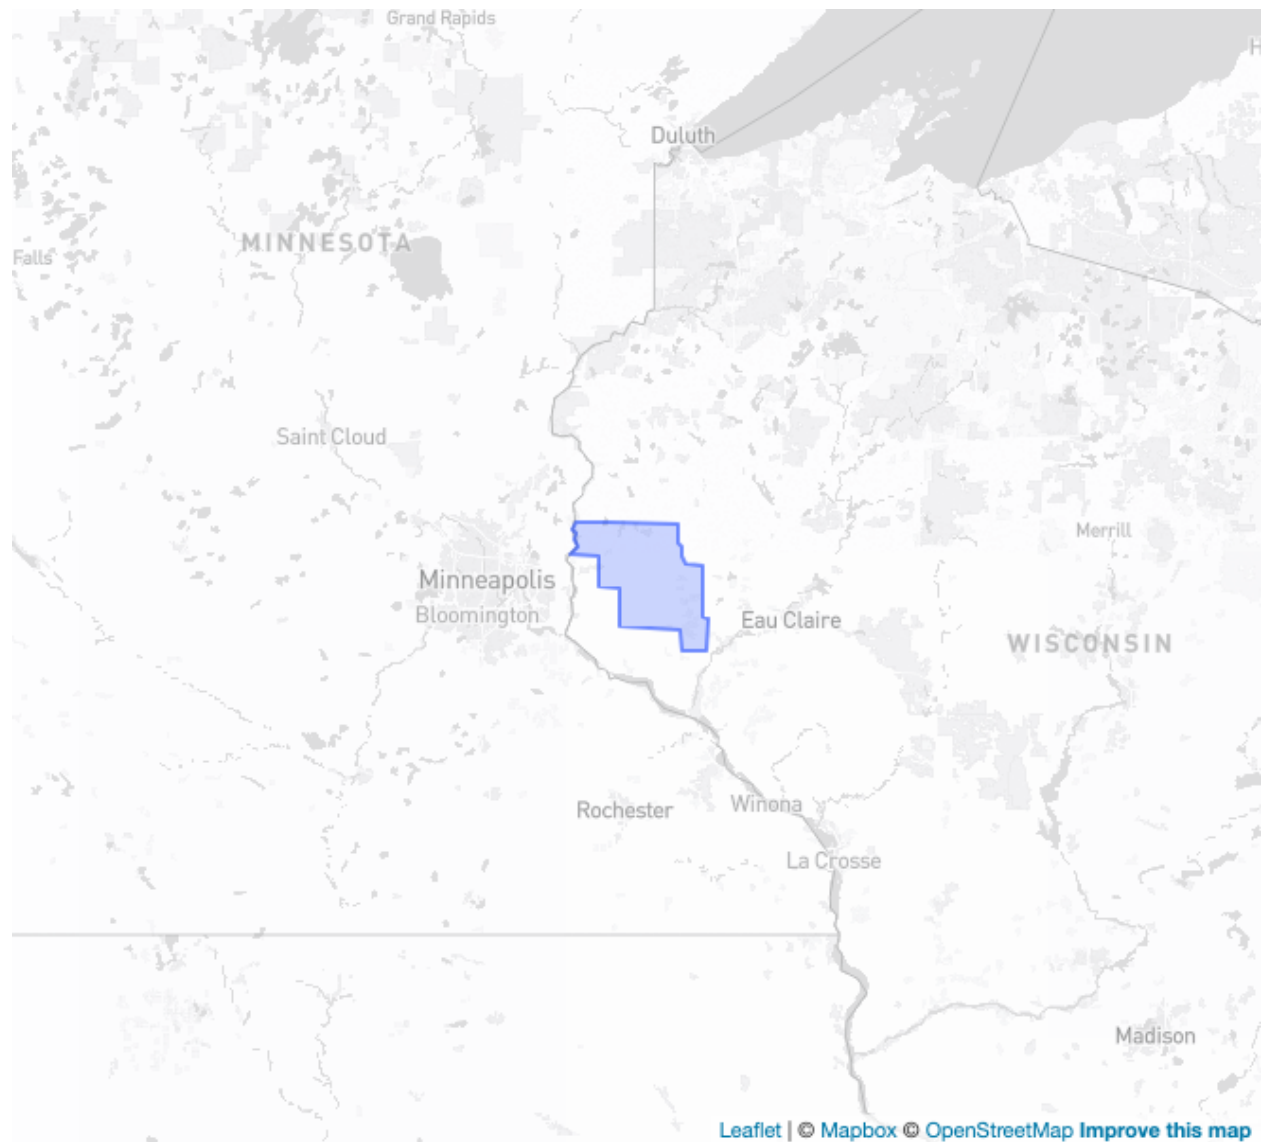 Grand Rapids
H
Duluth
MINNESOTA
Falls
Saint Cloud
Merrill
Minneapolis
Bloomington
Eau Claire
WISCONSIN
Rochester
Winona
La Crosse
Madison
Leaflet | © Mapbox © OpenStreetMap Improve this map